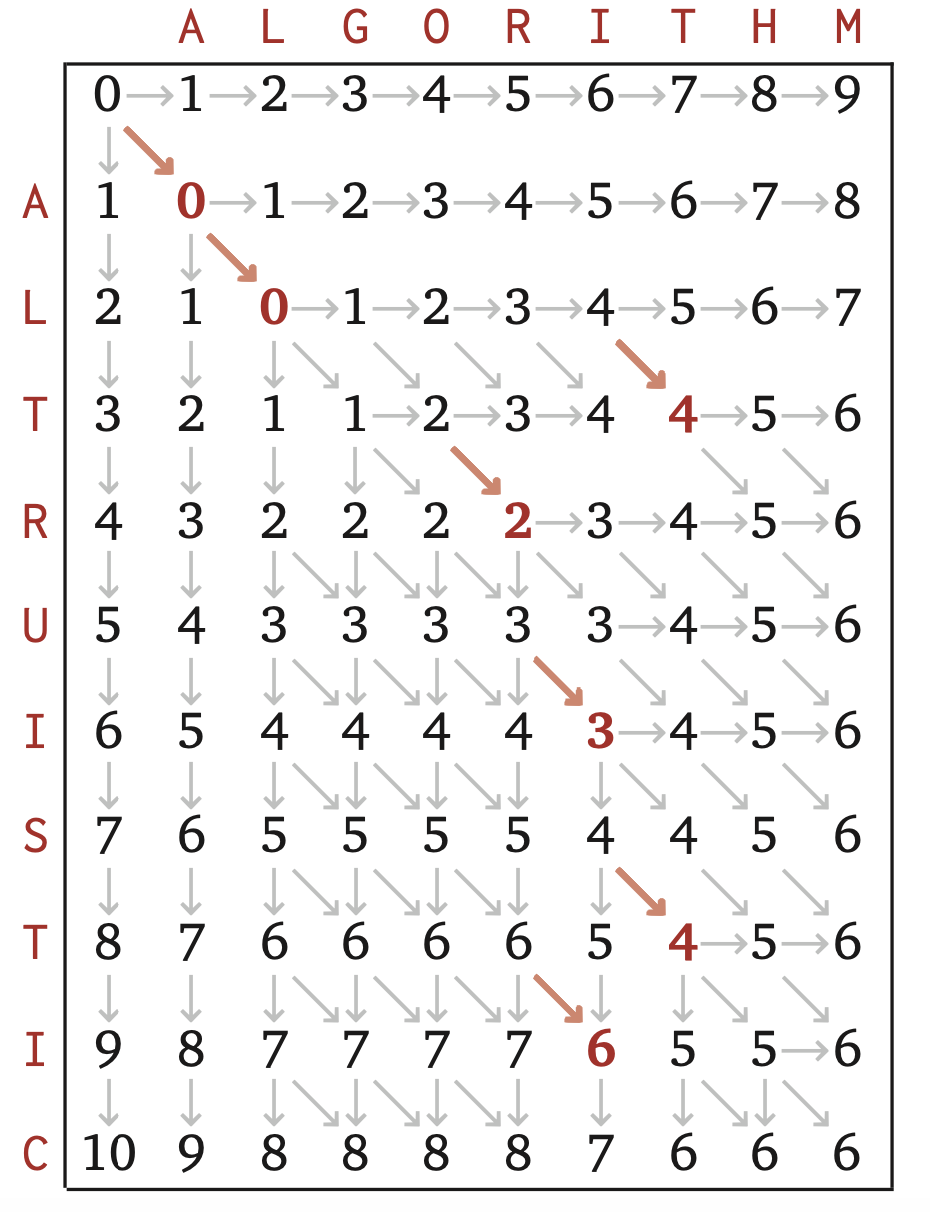 A L G O R I T H M
0 1 2 3 4 5 6 7 8 9
A 1 0 1 2 3 4 5 6 7 8
L 2 1 0 1 2 3 4 5 6 7
T 3 2 1 1 2 3 4 4 5 6
R 4 3 2 2 2 2 3 4 5 6
U 5 4 3 3 3 3 3 4 5 6
I 6 5 4 4 4 4 3 4 5 6
S 7 6 5 5 5 5 4 4 5 6
T 8 7 6 6 6 6 5 4 5 6
I 9 8 7 7 7 7 6 5 5 6
C 10 9 8 8 8 8 7 6 6 6